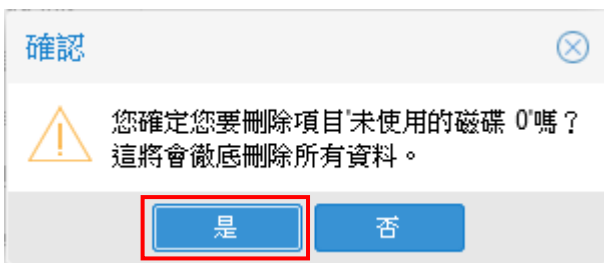 確認
您確定您要刪除項目'未使用的磁碟 0'嗎？
這將會徹底刪除所有資料。
是
否